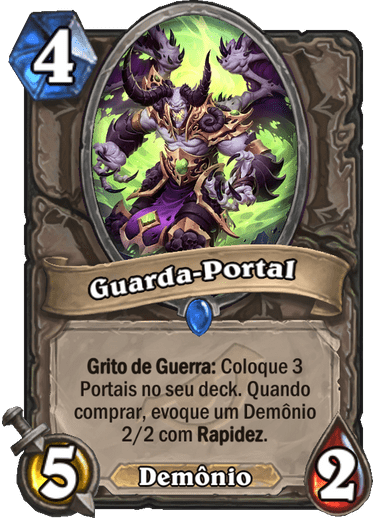 4
Guarda-Portal
Grito de Guerra: Coloque 3
Portais no seu deck. Quando
comprar, evoque um Demônio
2/2 com Rapidez.
5
Demônio
2